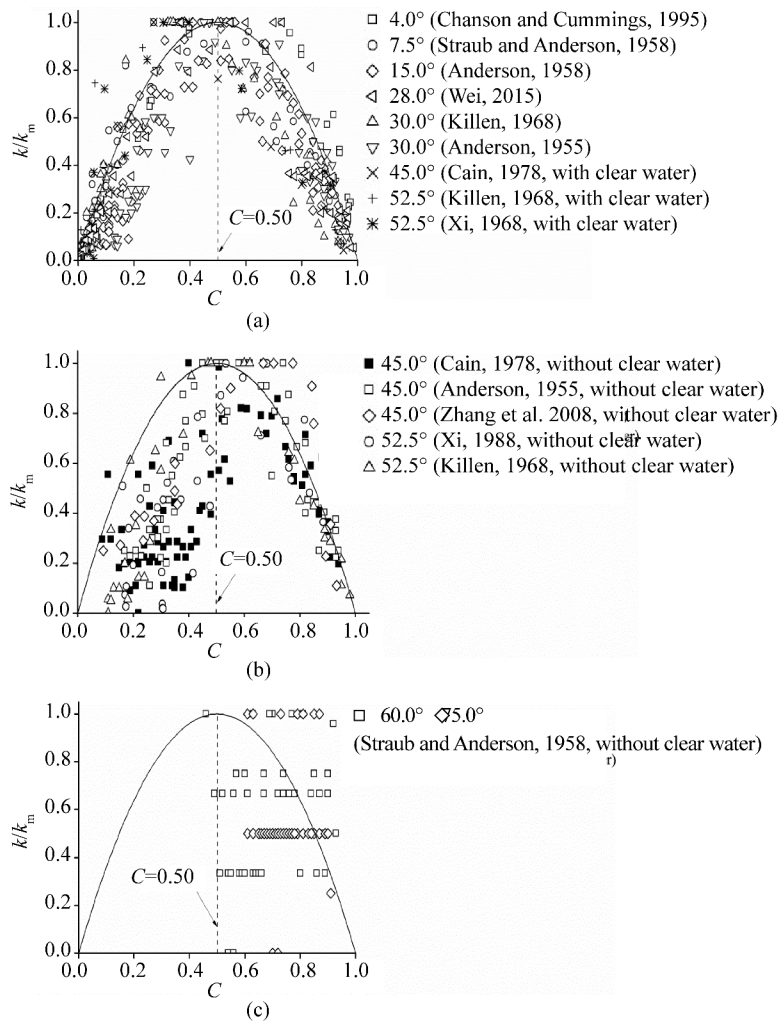 1.0
0.8
0.6
0.4
0.2
0.0
k/km
0.0 0.2 0.4 0.6 0.8 1.0
C
C=0.50
4.0° (Chanson and Cummings, 1995)
7.5° (Straub and Anderson, 1958)
15.0° (Anderson, 1958)
28.0° (Wei, 2015)
30.0° (Killen, 1968)
30.0° (Anderson, 1955)
45.0° (Cain, 1978, with clear water)
52.5° (Killen, 1968, with clear water)
52.5° (Xi, 1968, with clear water)
(a)
1.0
0.8
0.6
0.4
0.2
0.0
k/km
0.0 0.2 0.4 0.6 0.8 1.0
C
C=0.50
45.0° (Cain, 1978, without clear water)
45.0° (Anderson, 1955, without clear water)
45.0° (Zhang et al. 2008, without clear water)
52.5° (Xi, 1988, without clear water)
52.5° (Killen, 1968, without clear water)
(b)
1.0
0.8
0.6
0.4
0.2
0.0
k/km
0.0 0.2 0.4 0.6 0.8 1.0
C
C=0.50
60.0° 75.0°
(Straub and Anderson, 1958, without clear water)
r)
(c)